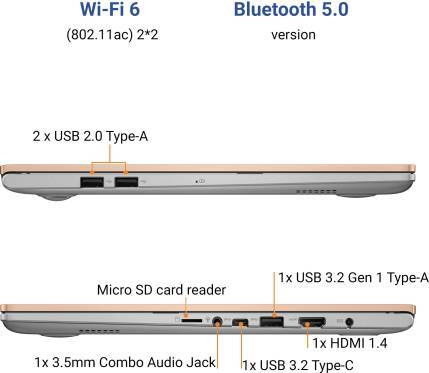 Wi-Fi 6
(802.11ac) 2*2
Bluetooth 5.0
version
2 x USB 2.0 Type-A
1x USB 3.2 Gen 1 Type-A
Micro SD card reader
1x HDMI 1.4
1x 3.5mm Combo Audio Jack
1x USB 3.2 Type-C